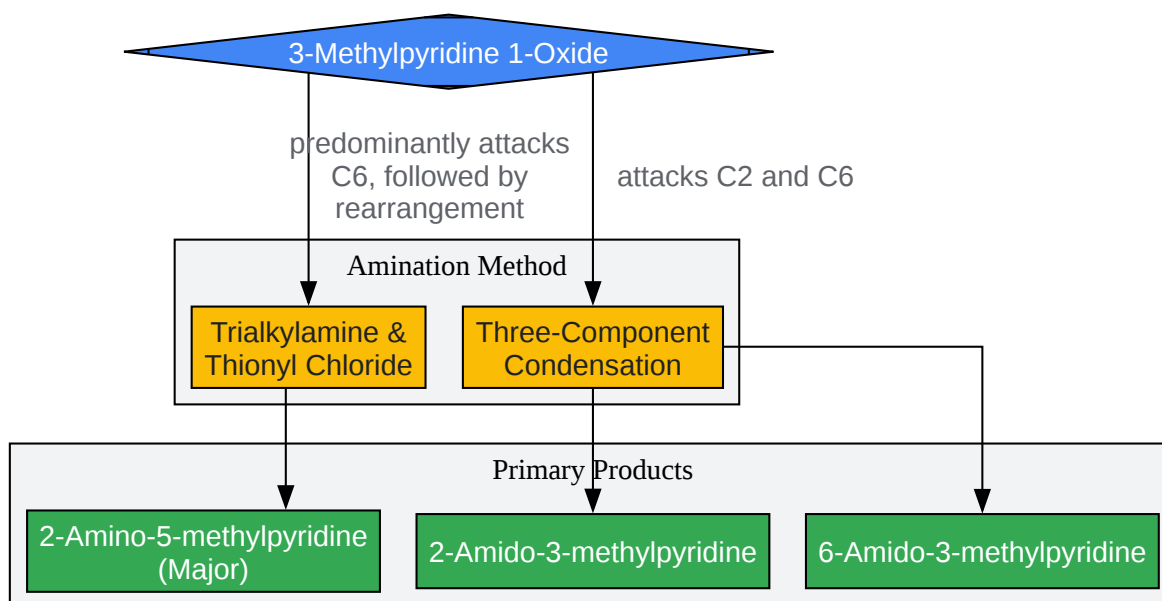 3-Methylpyridine 1-Oxide
predominantly attacks
C6, followed by
rearrangement
attacks C2 and C6
Amination Method
Trialkylamine &
Thionyl Chloride
Three-Component
Condensation
Primary Products
2-Amino-5-methylpyridine
(Major)
2-Amido-3-methylpyridine
6-Amido-3-methylpyridine